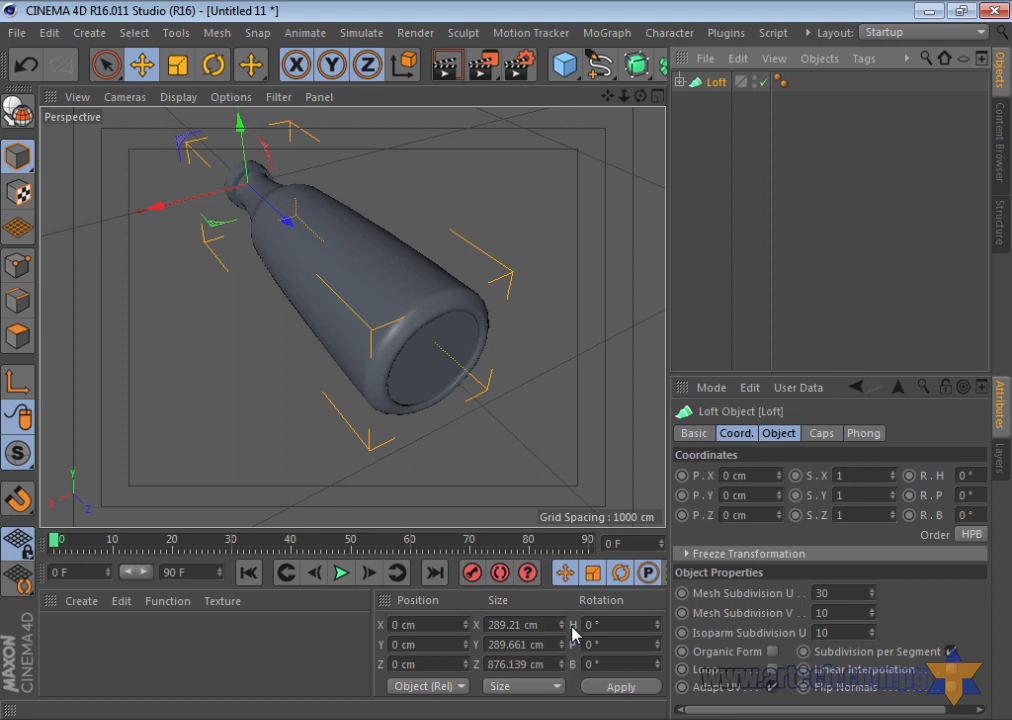 CINEMA 4D R16.011 Studio (R16) - [Untitled 11 *]
File Edit Create Select Tools Mesh Snap Animate Simulate Render Sculpt Motion Tracker MoGraph Character Plugins Script Layout: Startup
X Y Z
View Cameras Display Options Filter Panel
Perspective
Y
X
Z
Grid Spacing : 1000 cm
0 10 20 30 40 50 60 70 80 90 0 F
0 F 90 F
Create Edit Function Texture
Position Size Rotation
X 0 cm X 289.21 cm H 0 °
Y 0 cm Y 289.661 cm P 0 °
Z 0 cm Z 876.139 cm B 0 °
Object (Rel) Size Apply
MAXON CINEMA 4D
File Edit View Objects Tags
Loft
Objects
Content Browser
Structure
Mode Edit User Data
Loft Object [Loft]
Basic Coord. Object Caps Phong
Coordinates
P . X 0 cm S . X 1 R . H 0 °
P . Y 0 cm S . Y 1 R . P 0 °
P . Z 0 cm S . Z 1 R . B 0 °
Order HPB
Freeze Transformation
Object Properties
Mesh Subdivision U . . 30
Mesh Subdivision V . . 10
Isoparm Subdivision U 10
Organic Form Subdivision per Segment
Loop Linear Interpolation
Adapt UV Flip Normals
Attributes
Layers